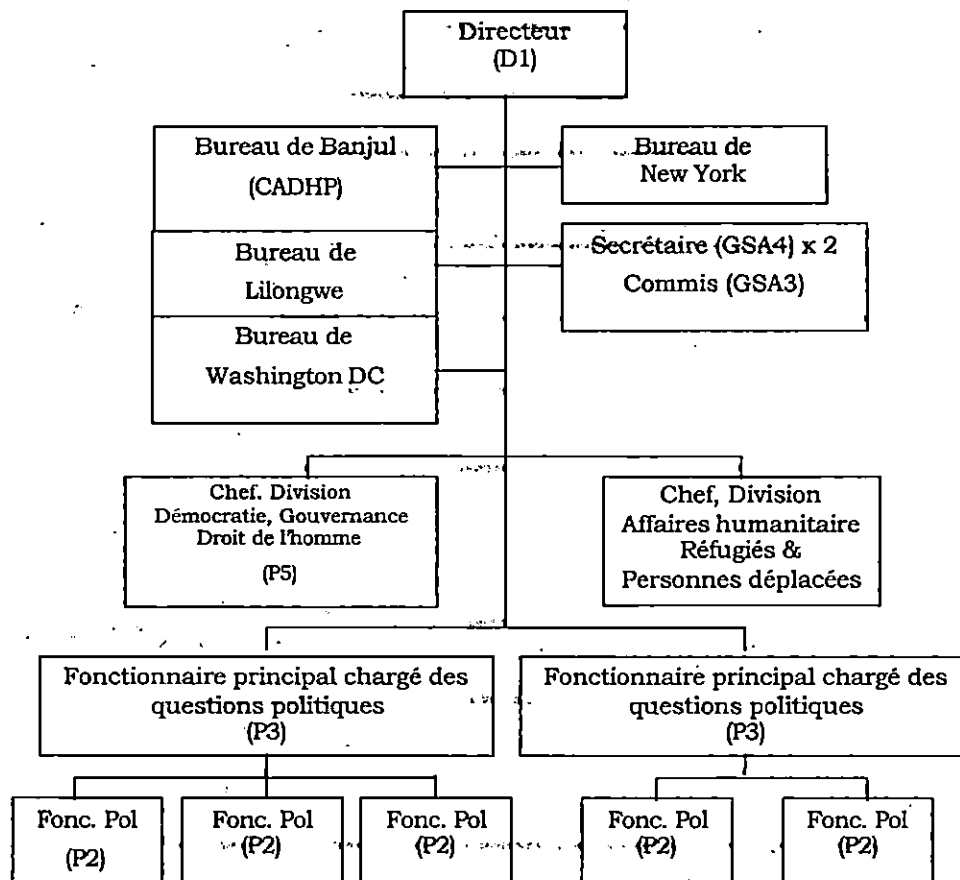 Directeur
(D1)
Bureau de Banjul
(CADHP)
Bureau de
New York
Bureau de
Lilongwe
Secrétaire (GSA4) x 2
Commis (GSA3)
Bureau de
Washington DC
Chef. Division
Démocratie, Gouvernance
Droit de l'homme
(P5)
Chef, Division
Affaires humanitaire
Réfugiés &
Personnes déplacées
Fonctionnaire principal chargé des
questions politiques
(P3)
Fonctionnaire principal chargé des
questions politiques
(P3)
Fonc. Pol
(P2)
Fonc. Pol
(P2)
Fonc. Pol
(P2)
Fonc. Pol
(P2)
Fonc. Pol
(P2)